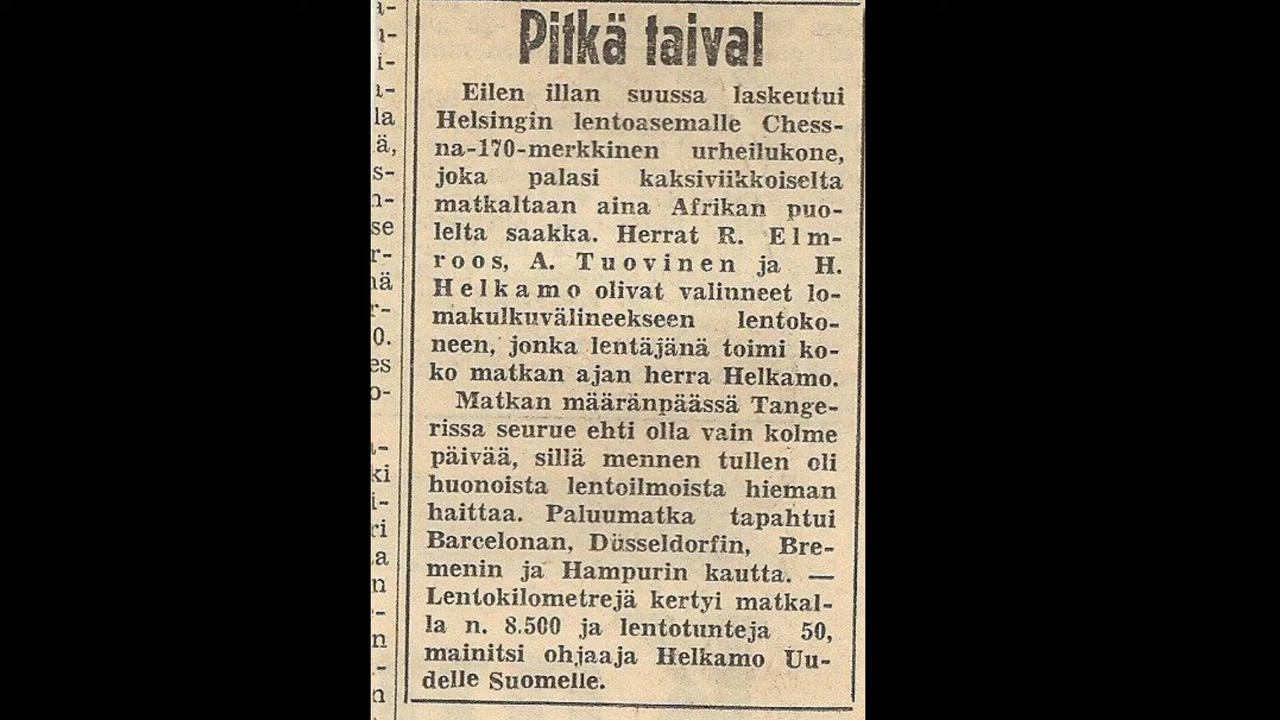 Pitkä taival
Eilen illan suussa laskeutui
Helsingin lentoasemalle Chess-
na-170-merkkinen urheilukone,
joka palasi kaksiviikkoiselta
matkaltaan aina Afrikan puo-
lelta saakka. Herrat R. Elm-
roos, A. Tuovinen ja H.
Helkamo olivat valinneet lo-
makulkuvälineekseen lentoko-
neen, jonka lentäjänä toimi ko-
ko matkan ajan herra Helkamo.
Matkan määränpäässä Tange-
rissa seurue ehti olla vain kolme
päivää, sillä mennen tullen oli
huonoista lentoilmoista hieman
haittaa. Paluumatka tapahtui
Barcelonan, Düsseldorfin, Bre-
menin ja Hampurin kautta. —
Lentokilometrejä kertyi matkal-
la n. 8.500 ja lentotunteja 50,
mainitsi ohjaaja Helkamo Uu-
delle Suomelle.